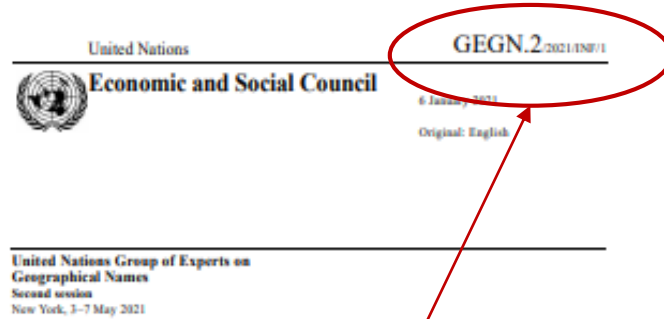 United Nations
GEGN.2/2021/INF/1
Economic and Social Council
6 January 2021
Original: English
United Nations Group of Experts on
Geographical Names
Second session
New York, 3–7 May 2021